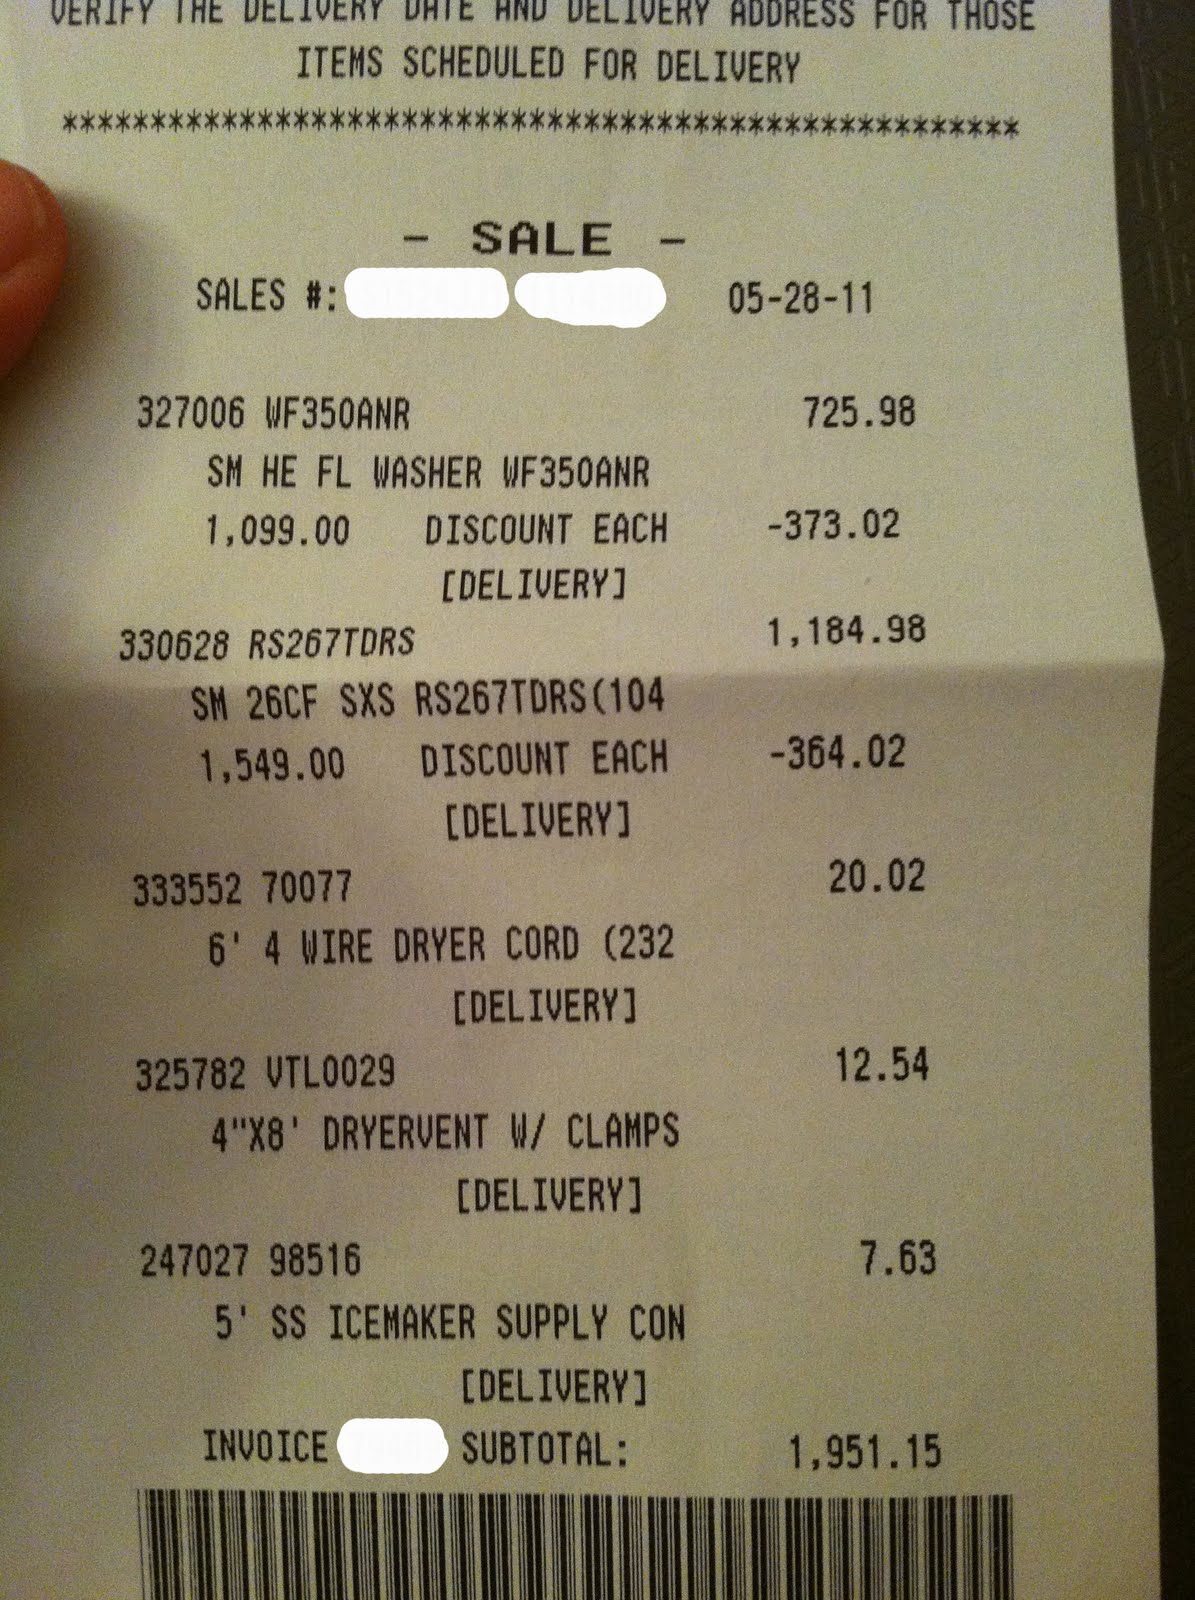 VERIFY THE DELIVERY DATE AND DELIVERY ADDRESS FOR THOSE
ITEMS SCHEDULED FOR DELIVERY
*****************************************************
- SALE -
SALES #: 05-28-11
327006 WF350ANR 725.98
SM HE FL WASHER WF350ANR
1,099.00 DISCOUNT EACH -373.02
[DELIVERY]
330628 RS267TDRS 1,184.98
SM 26CF SXS RS267TDRS(104
1,549.00 DISCOUNT EACH -364.02
[DELIVERY]
333552 70077 20.02
6' 4 WIRE DRYER CORD (232
[DELIVERY]
325782 VTL0029 12.54
4"X8' DRYERVENT W/ CLAMPS
[DELIVERY]
247027 98516 7.63
5' SS ICEMAKER SUPPLY CON
[DELIVERY]
INVOICE SUBTOTAL: 1,951.15